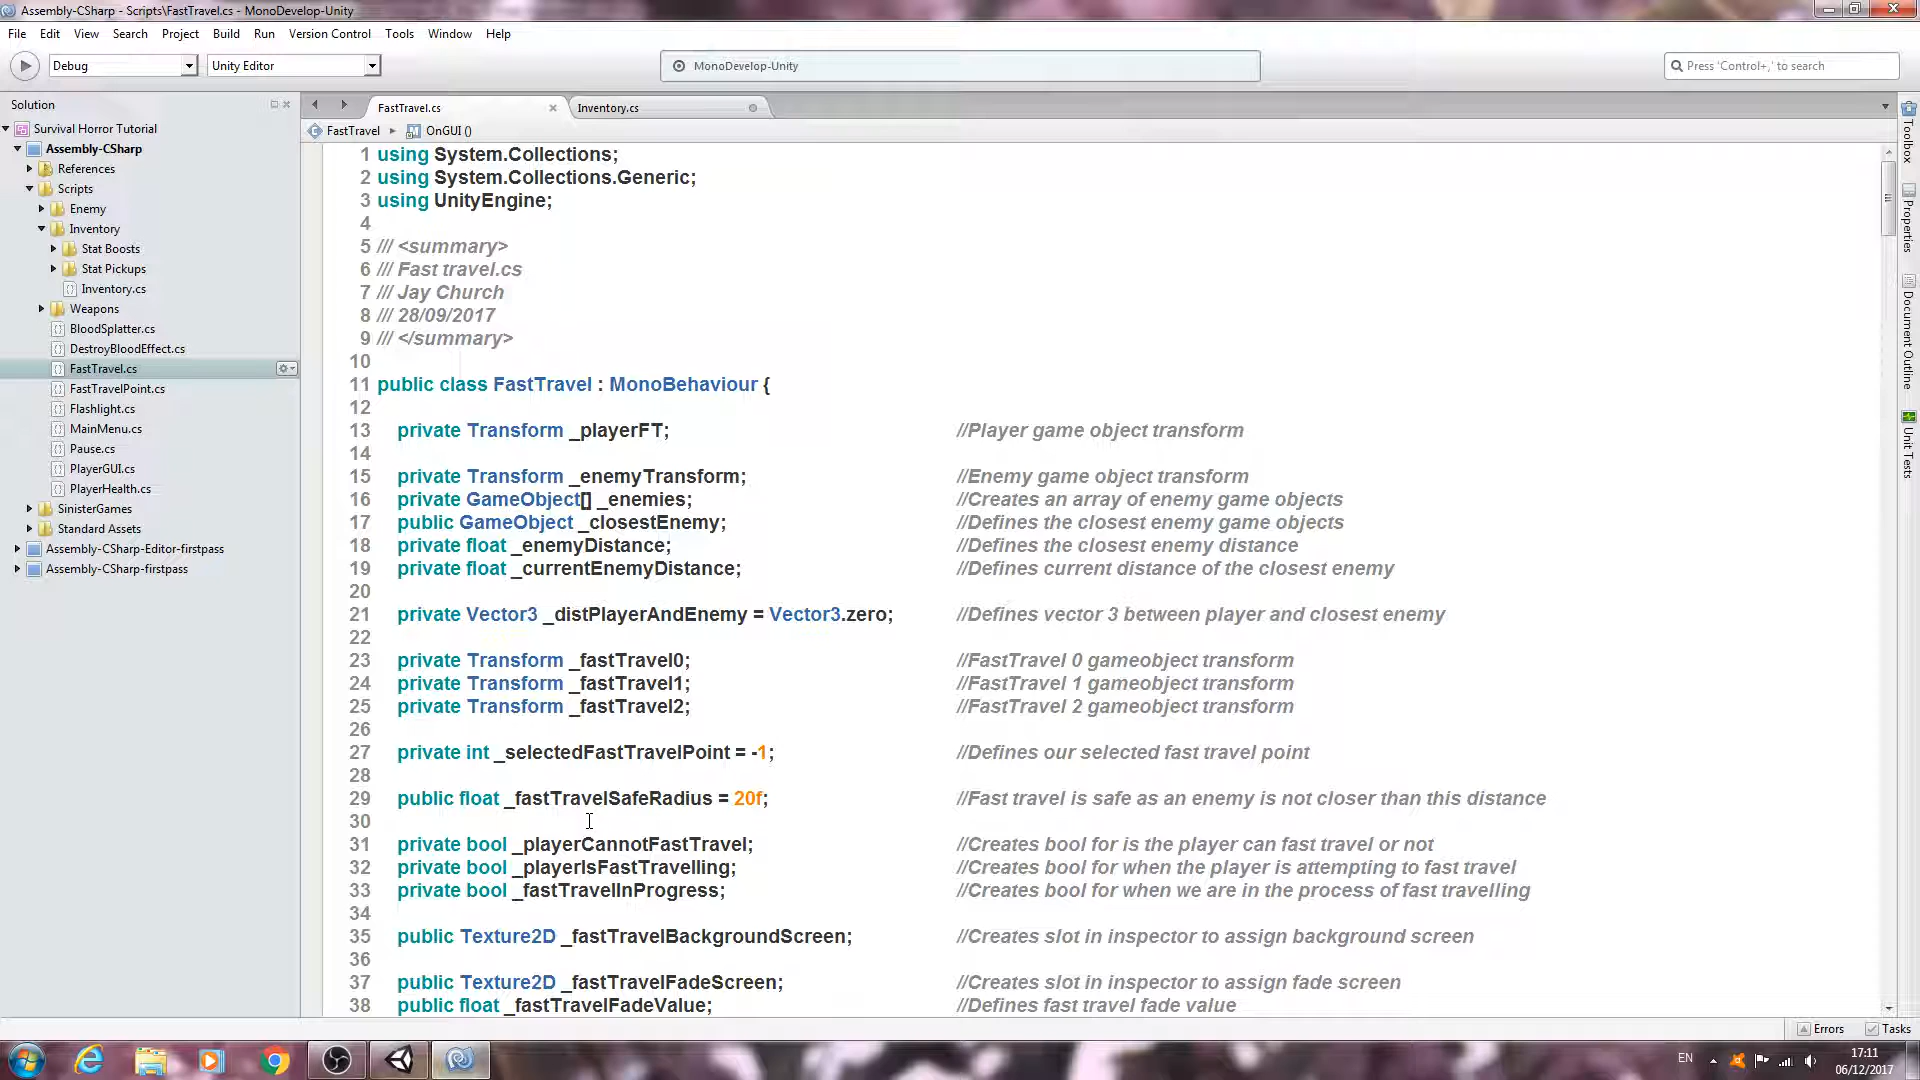 Assembly-CSharp - Scripts\FastTravel.cs - MonoDevelop-Unity
File Edit View Search Project Build Run Version Control Tools Window Help
Debug Unity Editor MonoDevelop-Unity Press 'Control+,' to search
Solution
Survival Horror Tutorial
Assembly-CSharp
References
Scripts
Enemy
Inventory
Stat Boosts
Stat Pickups
Inventory.cs
Weapons
BloodSplatter.cs
DestroyBloodEffect.cs
FastTravel.cs
FastTravelPoint.cs
Flashlight.cs
MainMenu.cs
Pause.cs
PlayerGUI.cs
PlayerHealth.cs
SinisterGames
Standard Assets
Assembly-CSharp-Editor-firstpass
Assembly-CSharp-firstpass
FastTravel.cs Inventory.cs
FastTravel OnGUI ()
1 using System.Collections;
2 using System.Collections.Generic;
3 using UnityEngine;
4
5 /// <summary>
6 /// Fast travel.cs
7 /// Jay Church
8 /// 28/09/2017
9 /// </summary>
10
11 public class FastTravel : MonoBehaviour {
12
13 private Transform _playerFT; //Player game object transform
14
15 private Transform _enemyTransform; //Enemy game object transform
16 private GameObject[] _enemies; //Creates an array of enemy game objects
17 public GameObject _closestEnemy; //Defines the closest enemy game objects
18 private float _enemyDistance; //Defines the closest enemy distance
19 private float _currentEnemyDistance; //Defines current distance of the closest enemy
20
21 private Vector3 _distPlayerAndEnemy = Vector3.zero; //Defines vector 3 between player and closest enemy
22
23 private Transform _fastTravel0; //FastTravel 0 gameobject transform
24 private Transform _fastTravel1; //FastTravel 1 gameobject transform
25 private Transform _fastTravel2; //FastTravel 2 gameobject transform
26
27 private int _selectedFastTravelPoint = -1; //Defines our selected fast travel point
28
29 public float _fastTravelSafeRadius = 20f; //Fast travel is safe as an enemy is not closer than this distance
30
31 private bool _playerCannotFastTravel; //Creates bool for is the player can fast travel or not
32 private bool _playerIsFastTravelling; //Creates bool for when the player is attempting to fast travel
33 private bool _fastTravelInProgress; //Creates bool for when we are in the process of fast travelling
34
35 public Texture2D _fastTravelBackgroundScreen; //Creates slot in inspector to assign background screen
36
37 public Texture2D _fastTravelFadeScreen; //Creates slot in inspector to assign fade screen
38 public float _fastTravelFadeValue; //Defines fast travel fade value
Toolbox
Properties
Document Outline
Unit Tests
Errors Tasks
EN 17:11
06/12/2017